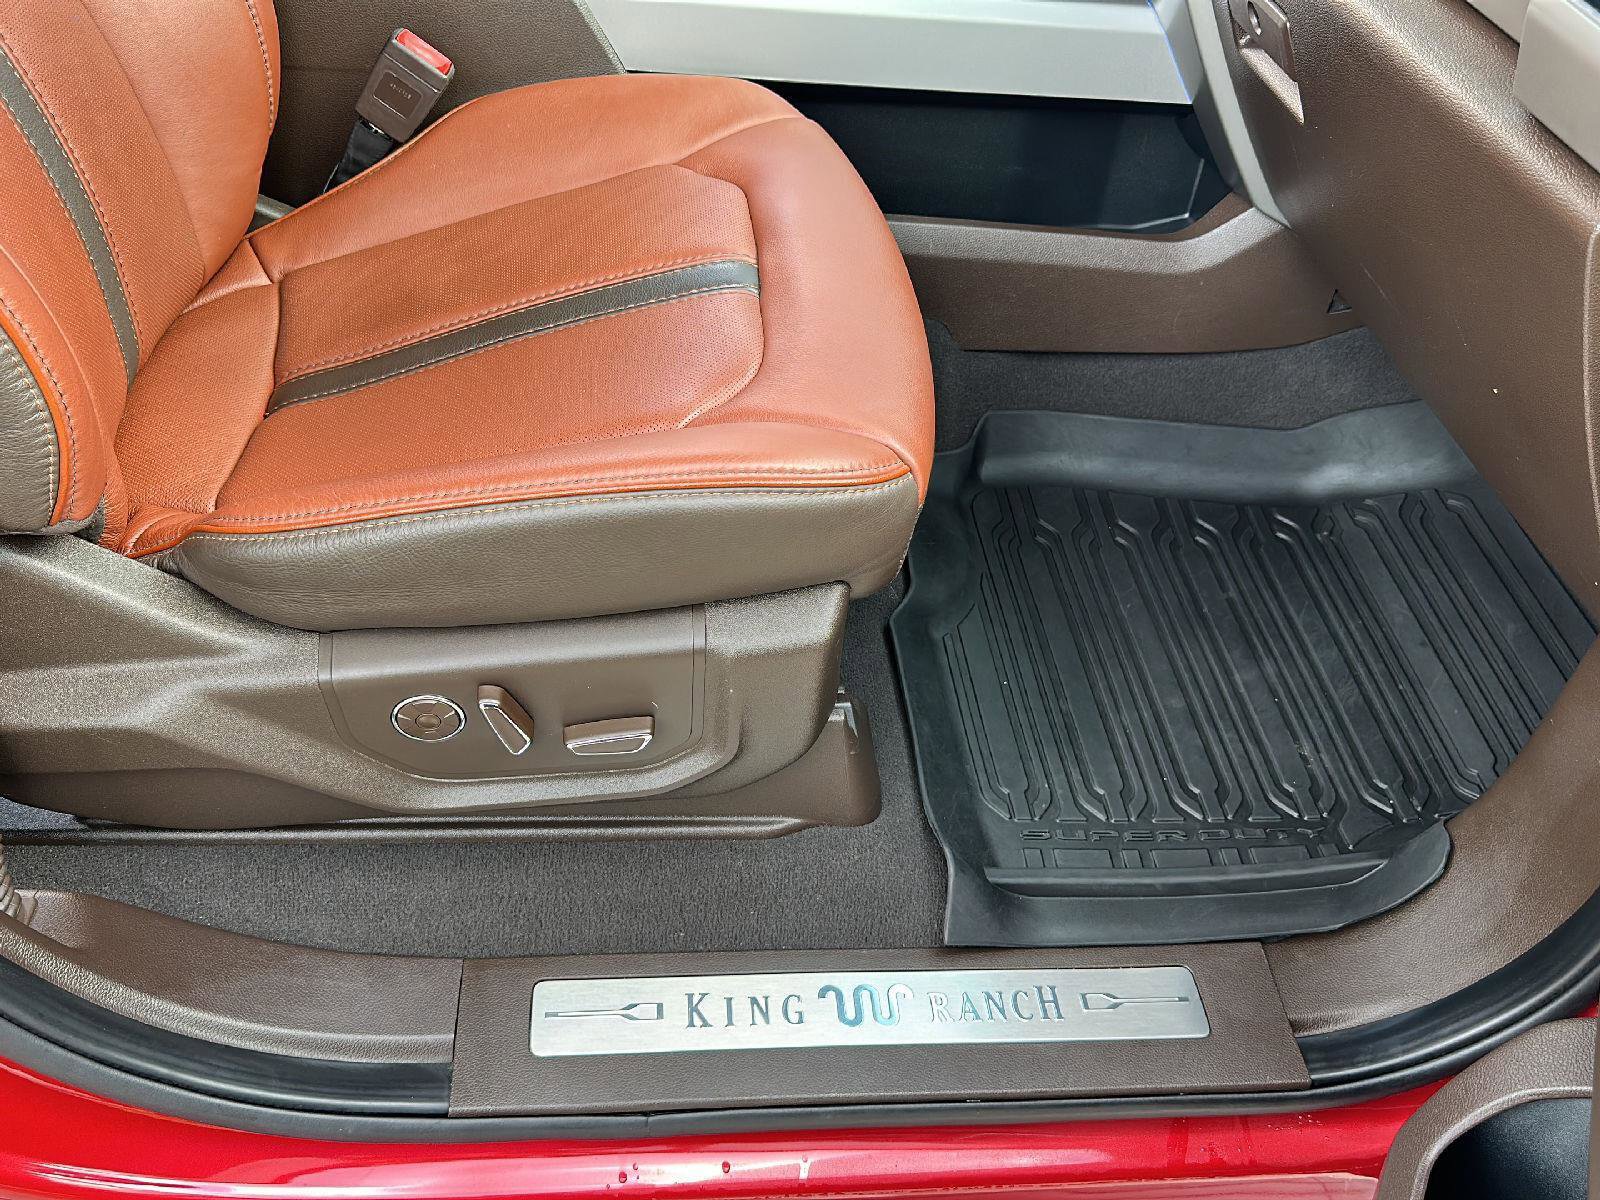 SUPER DUTY
KING RANCH